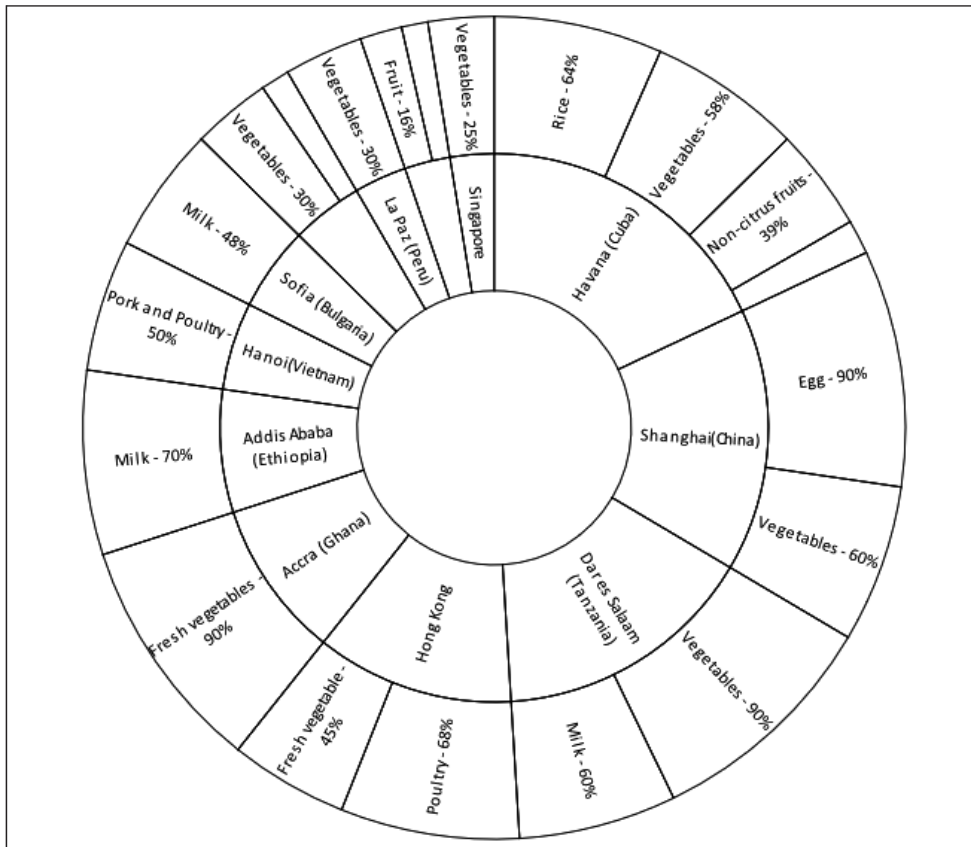 Rice - 64%
Vegetables - 58%
Non-citrus fruits -
39%
Havana (Cuba)
Egg - 90%
Vegetables - 60%
Shanghai(China)
Vegetables - 90%
Milk - 60%
Dar es Salaam
(Tanzania)
Poultry - 68%
Fresh vegetable -
45%
Hong Kong
Fresh vegetables -
90%
Accra (Ghana)
Milk - 70%
Addis Ababa
(Ethiopia)
Pork and Poultry -
50%
Hanoi(Vietnam)
Milk - 48%
Sofia (Bulgaria)
Vegetables - 30%
Vegetables - 30%
La Paz (Peru)
Fruit - 16%
Vegetables - 25%
Singapore